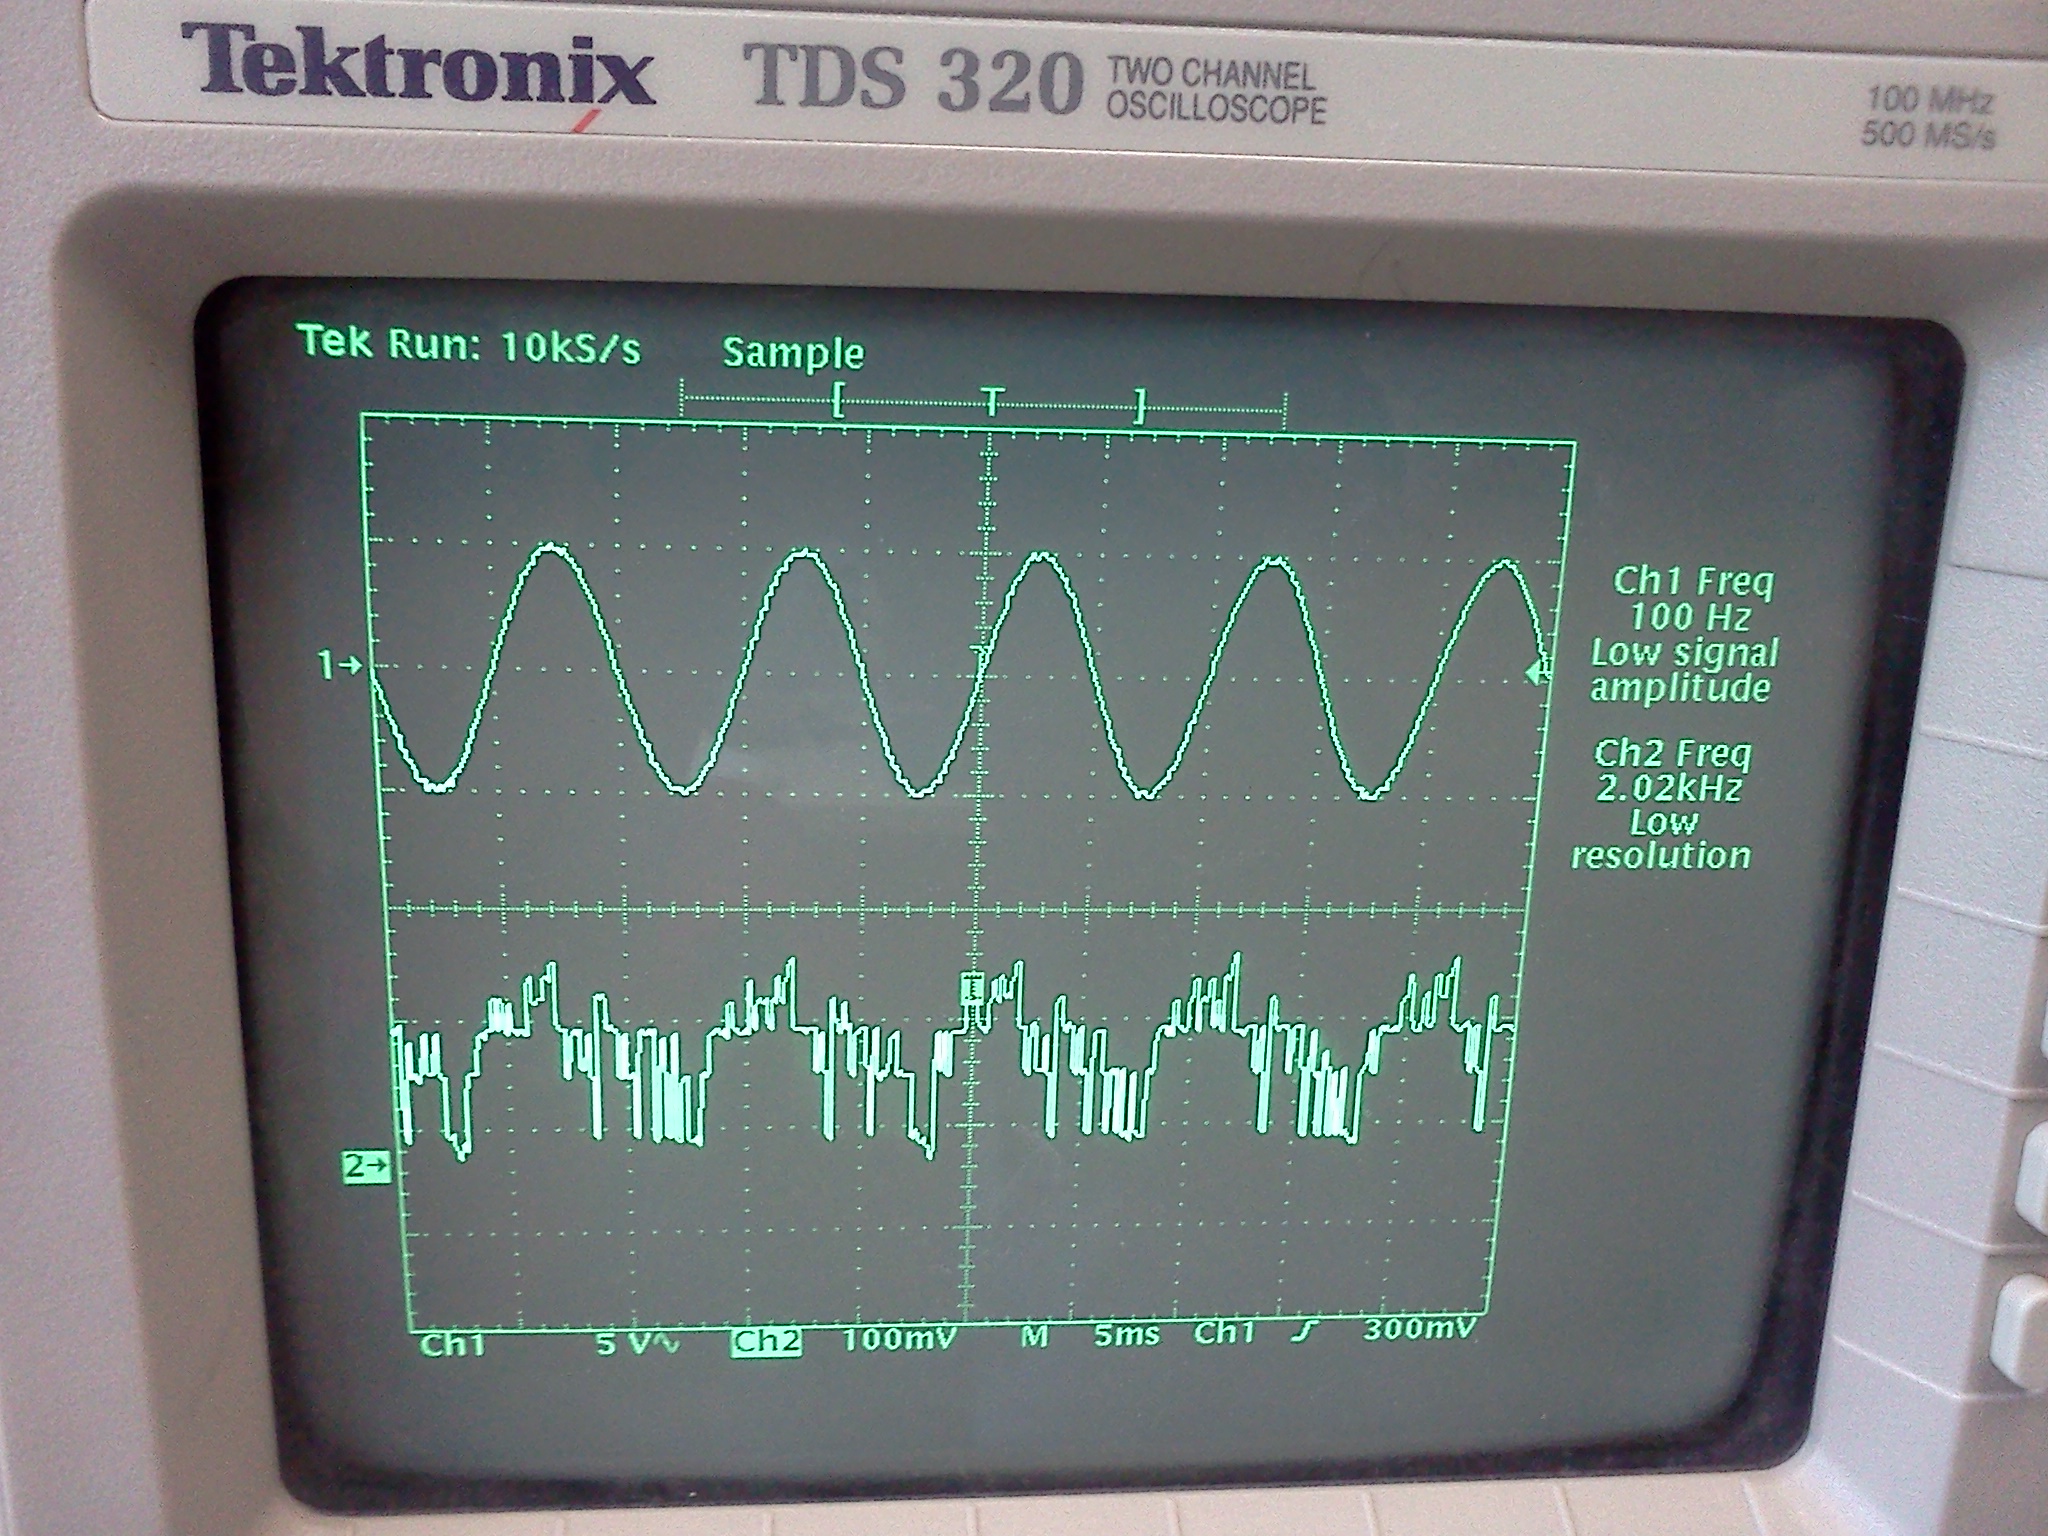 Tektronix TDS 320 TWO CHANNEL
OSCILLOSCOPE
100 MHz
500 MS/s
Tek Run: 10kS/s Sample
[ T ]
1→
Ch1 Freq
100 Hz
Low signal
amplitude
Ch2 Freq
2.02kHz
Low
resolution
2→
Ch1 5 V∿ Ch2 100mV M 5ms Ch1 ƒ 300mV